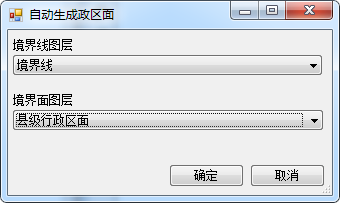 自动生成政区面
境界线图层
境界线
境界面图层
县级行政区面
确定
取消